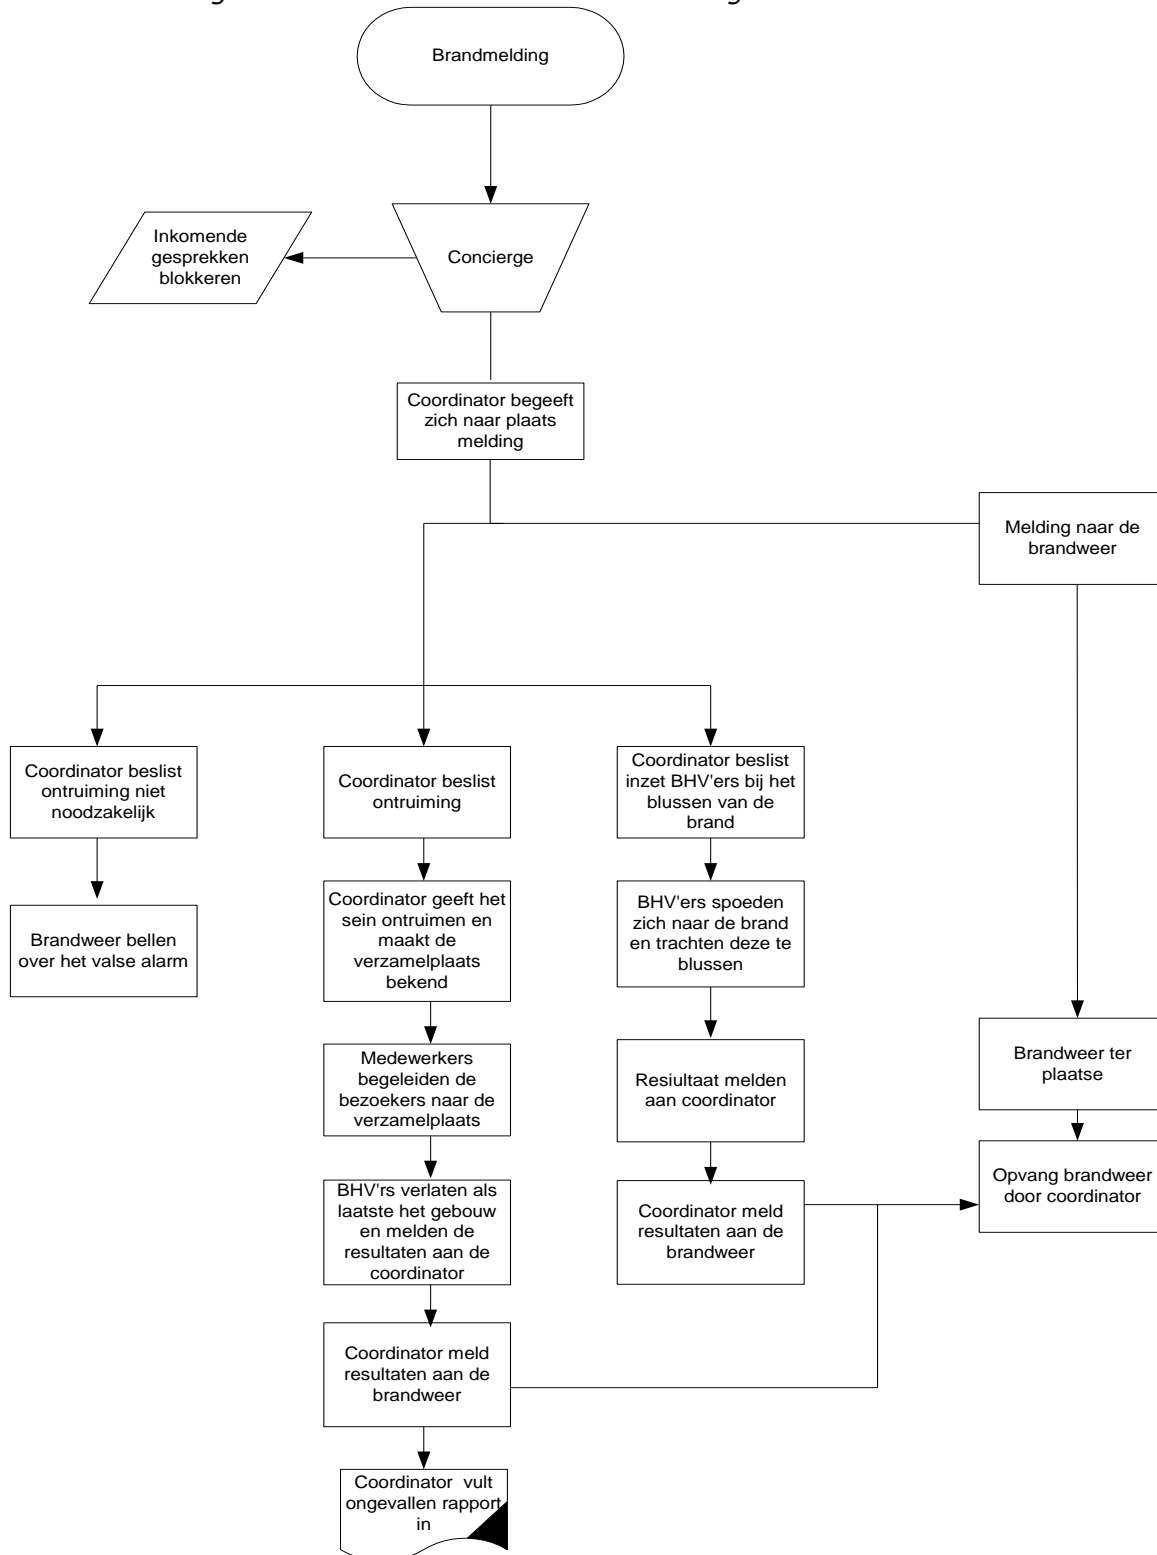 Brandmelding
Inkomende
gesprekken
blokkeren
Concierge
Coordinator begeeft
zich naar plaats
melding
Melding naar de
brandweer
Coordinator beslist
ontruiming niet
noodzakelijk
Coordinator beslist
ontruiming
Coordinator beslist
inzet BHV'ers bij het
blussen van de
brand
Brandweer bellen
over het valse alarm
Coordinator geeft het
sein ontruimen en
maakt de
verzamelplaats
bekend
BHV'ers spoeden
zich naar de brand
en trachten deze te
blussen
Medewerkers
begeleiden de
bezoekers naar de
verzamelplaats
Resiultaat melden
aan coordinator
Brandweer ter
plaatse
BHV'rs verlaten als
laatste het gebouw
en melden de
resultaten aan de
coordinator
Coordinator meld
resultaten aan de
brandweer
Opvang brandweer
door coordinator
Coordinator meld
resultaten aan de
brandweer
Coordinator vult
ongevallen rapport
in